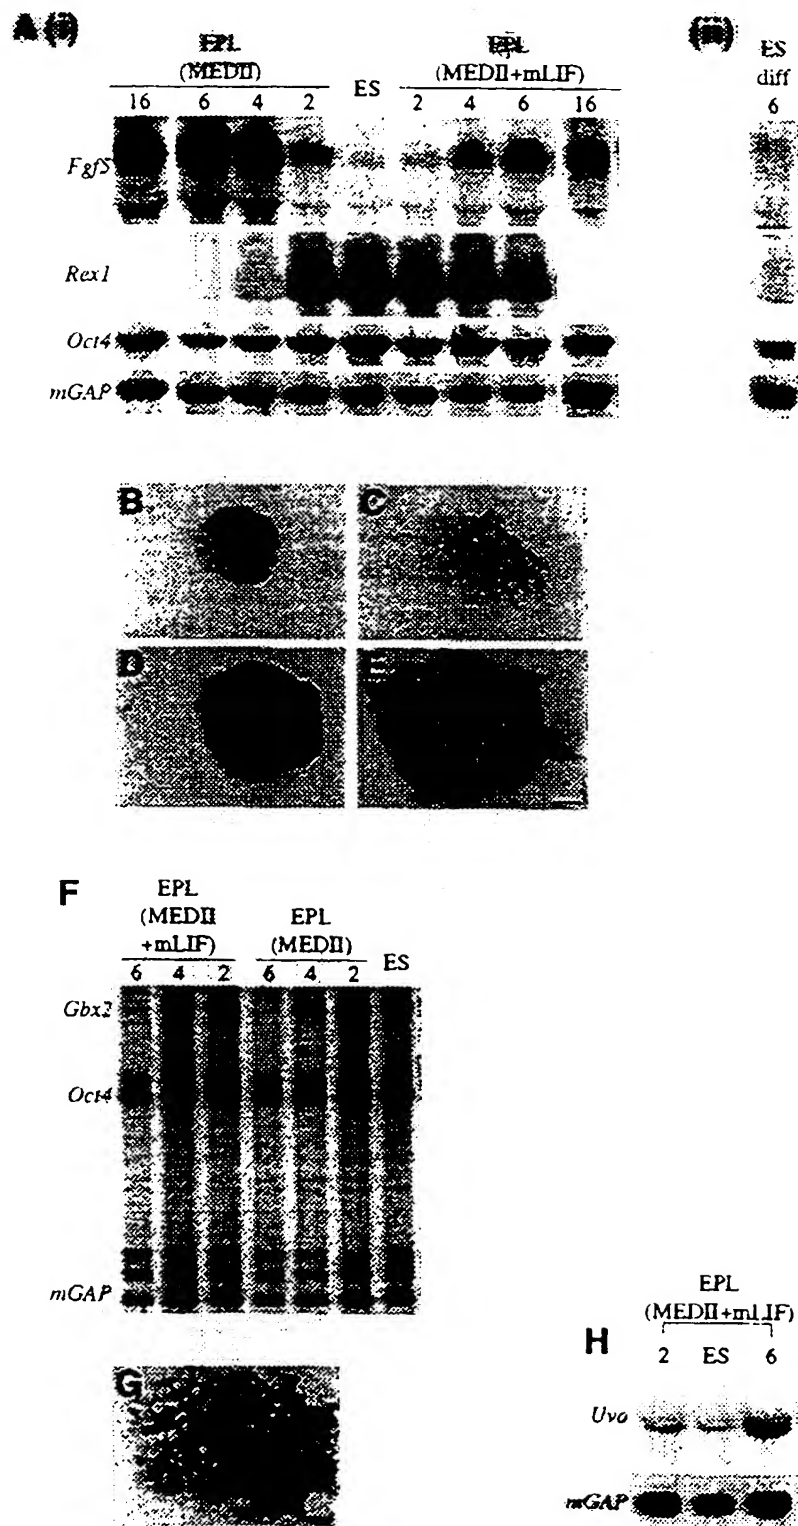 A (i)
EPL
(MEDII)
ES
EPL
(MEDII+mLIF)
16 6 4 2 2 4 6 16
Fgf5
Rex1
Oct4
mGAP
(ii)
ES
diff
6
B
C
D
E
F
EPL
(MEDII
+mLIF)
EPL
(MEDII)
ES
6 4 2 6 4 2
Gbx2
Oct4
mGAP
G
H
EPL
(MEDII+mLIF)
2 ES 6
Uvo
mGAP